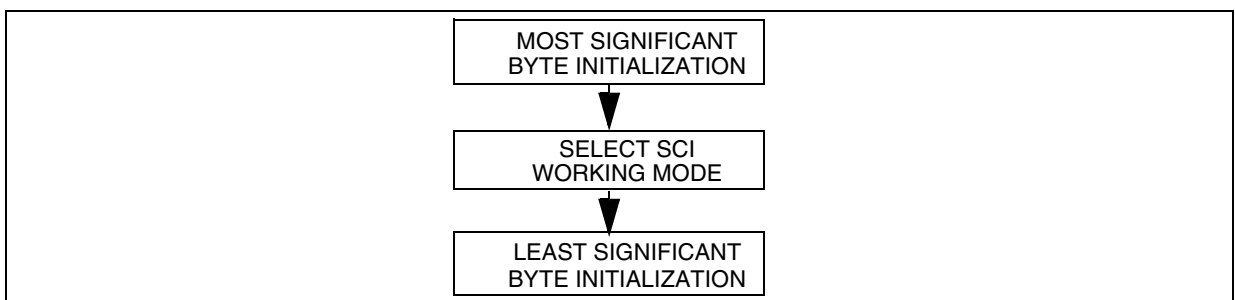 MOST SIGNIFICANT
BYTE INITIALIZATION
SELECT SCI
WORKING MODE
LEAST SIGNIFICANT
BYTE INITIALIZATION